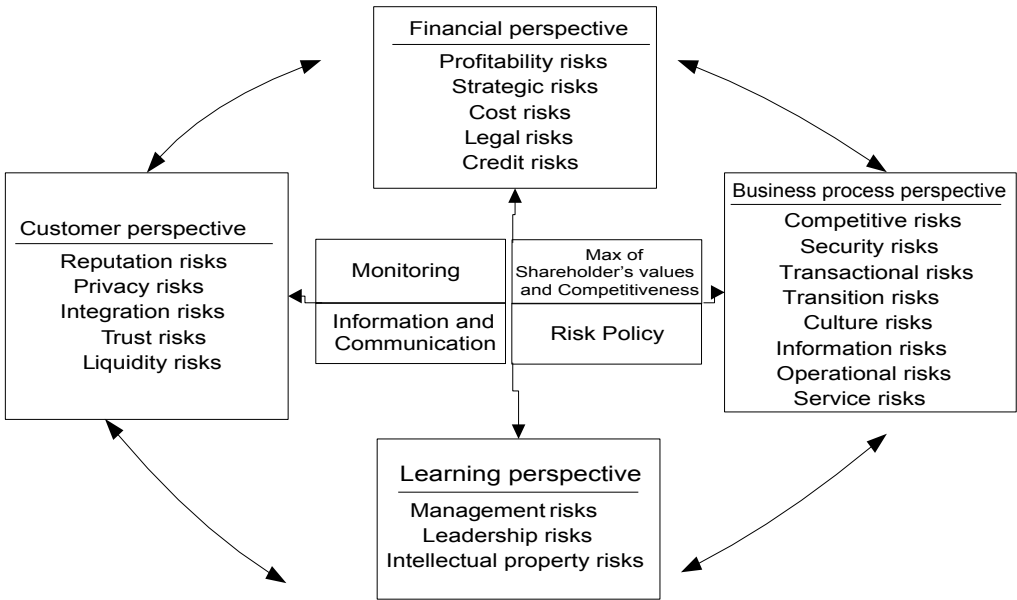 Financial perspective
Profitability risks
Strategic risks
Cost risks
Legal risks
Credit risks
Customer perspective
Reputation risks
Privacy risks
Integration risks
Trust risks
Liquidity risks
Monitoring
Information and
Communication
Max of
Shareholder's values
and Competitiveness
Risk Policy
Business process perspective
Competitive risks
Security risks
Transactional risks
Transition risks
Culture risks
Information risks
Operational risks
Service risks
Learning perspective
Management risks
Leadership risks
Intellectual property risks